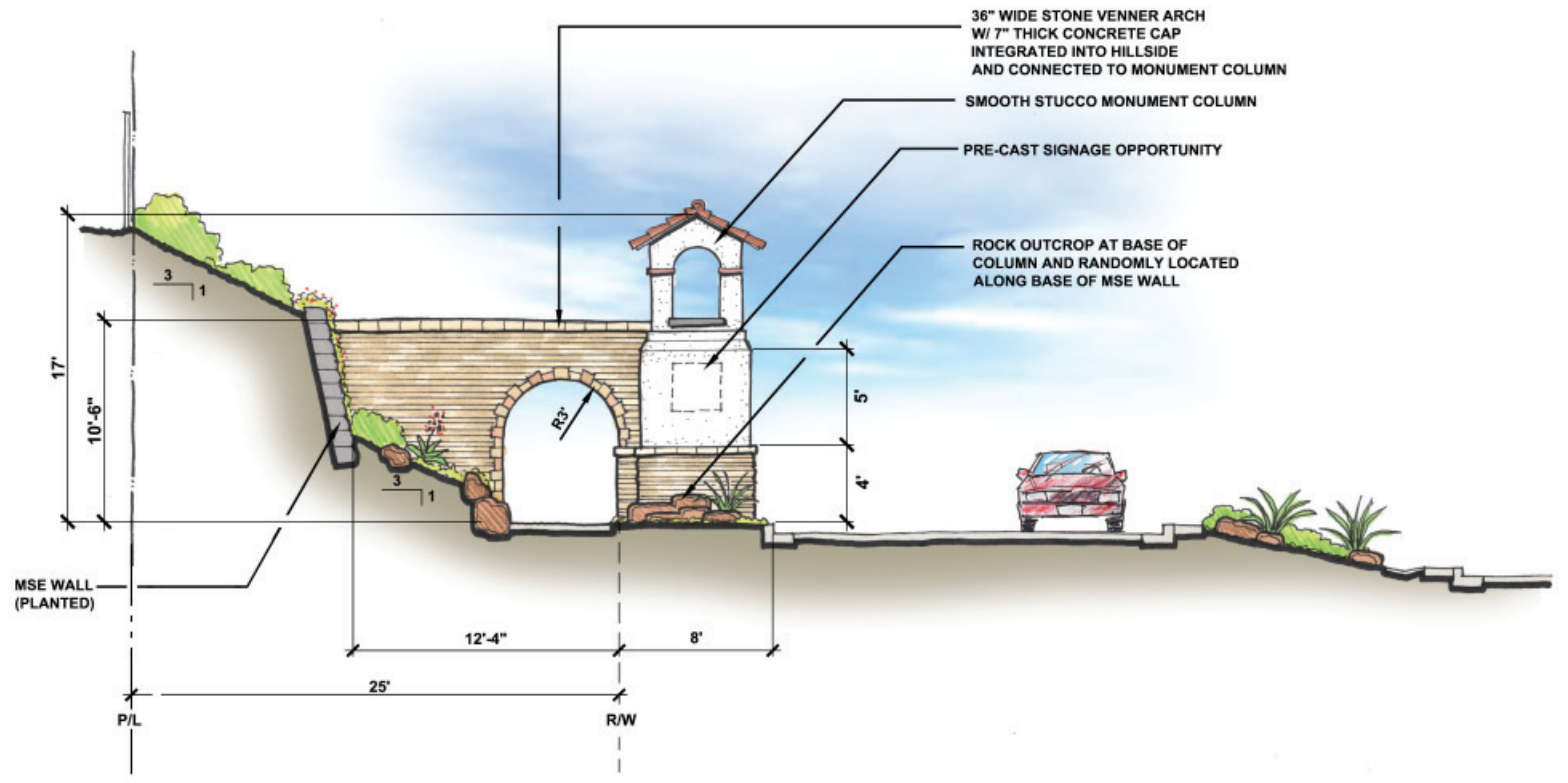 36" WIDE STONE VENNER ARCH
W/ 7" THICK CONCRETE CAP
INTEGRATED INTO HILLSIDE
AND CONNECTED TO MONUMENT COLUMN
SMOOTH STUCCO MONUMENT COLUMN
PRE-CAST SIGNAGE OPPORTUNITY
ROCK OUTCROP AT BASE OF
COLUMN AND RANDOMLY LOCATED
ALONG BASE OF MSE WALL
3
1
17"
10'-6"
R3'
5'
4'
3
1
MSE WALL
(PLANTED)
12'-4"
8'
25'
P/L
R/W